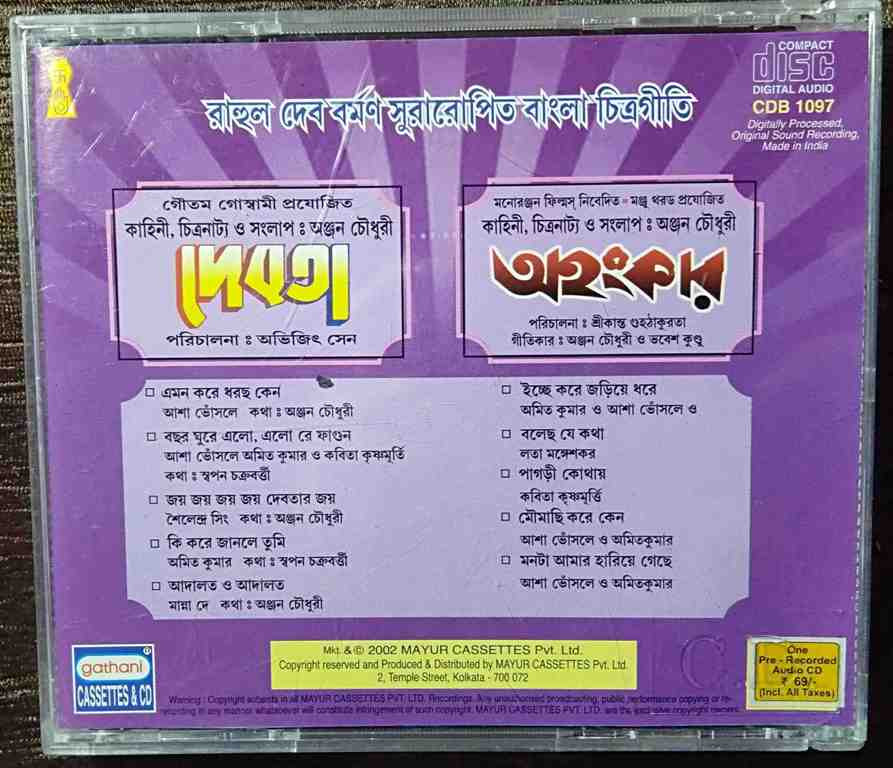 COMPACT
disc
DIGITAL AUDIO
CDB 1097
Digitally Processed,
Original Sound Recording,
Made in India
রাহুল দেব বর্মণ সুরারোপিত বাংলা চিত্রগীতি
গৌতম গোস্বামী প্রযোজিত
কাহিনী, চিত্রনাট্য ও সংলাপ : অঞ্জন চৌধুরী
দেবতা
পরিচালনা : অভিজিৎ সেন
মনোরঞ্জন ফিল্মস্ নিবেদিত - মঞ্জু থরড প্রযোজিত
কাহিনী, চিত্রনাট্য ও সংলাপ : অঞ্জন চৌধুরী
অহংকার
পরিচালনা : শ্রীকান্ত গুহঠাকুরতা
গীতিকার : অঞ্জন চৌধুরী ও ভবেশ কুণ্ডু
এমন করে ধরছ কেন
আশা ভোঁসলে কথা : অঞ্জন চৌধুরী
বছর ঘুরে এলো, এলো রে ফাগুন
আশা ভোঁসলে অমিত কুমার ও কবিতা কৃষ্ণমূর্তি
কথা : স্বপন চক্রবর্ত্তী
জয় জয় জয় জয় দেবতার জয়
শৈলেন্দ্র সিং কথা : অঞ্জন চৌধুরী
কি করে জানলে তুমি
অমিত কুমার কথা : স্বপন চক্রবর্ত্তী
আদালত ও আদালত
মান্না দে কথা : অঞ্জন চৌধুরী
ইচ্ছে করে জড়িয়ে ধরে
অমিত কুমার ও আশা ভোঁসলে ও
বলেছ যে কথা
লতা মঙ্গেশকর
পাগড়ী কোথায়
কবিতা কৃষ্ণমূর্ত্তি
মৌমাছি করে কেন
আশা ভোঁসলে ও অমিতকুমার
মনটা আমার হারিয়ে গেছে
আশা ভোঁসলে ও অমিতকুমার
gathani
CASSETTES & CD
Mkt. & © 2002 MAYUR CASSETTES Pvt. Ltd.
Copyright reserved and Produced & Distributed by MAYUR CASSETTES Pvt. Ltd.
2, Temple Street, Kolkata - 700 072
One
Pre - Recorded
Audio CD
₹ 69/-
(Incl. All Taxes)
Warning : Copyright subsists in all MAYUR CASSETTES PVT. LTD. Recordings. Any unauthorised broadcasting, public performance copying or re-
recording in any manner whatsoever will constitute infringement of such copyright. MAYUR CASSETTES PVT. LTD. are the exclusive copyright owners.